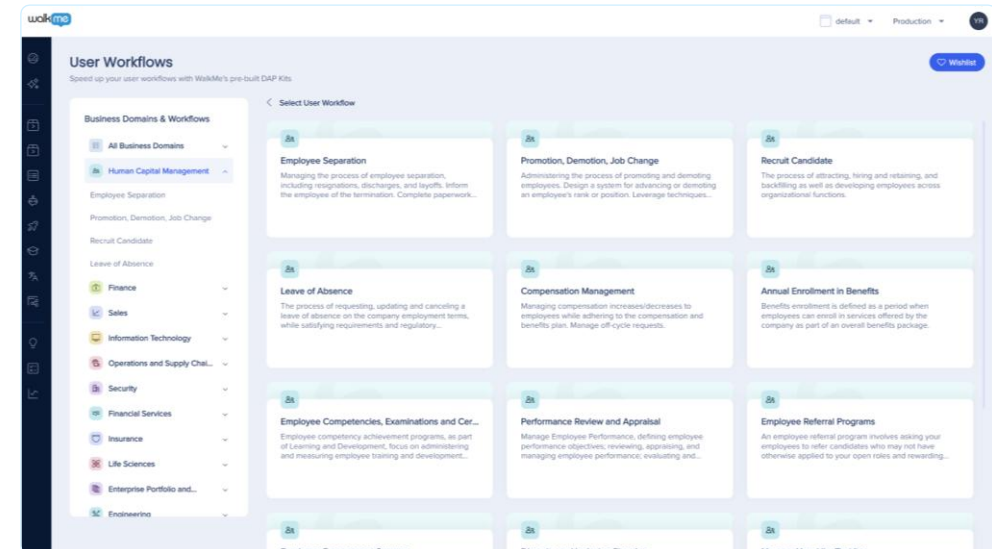 walkme
default
Production
YR
User Workflows
Speed up your user workflows with WalkMe's pre-built DAP Kits
Wishlist
Business Domains & Workflows
All Business Domains
Human Capital Management
Employee Separation
Promotion, Demotion, Job Change
Recruit Candidate
Leave of Absence
Finance
Sales
Information Technology
Operations and Supply Chai...
Security
Financial Services
Insurance
Life Sciences
Enterprise Portfolio and...
Engineering
Select User Workflow
Employee Separation
Managing the process of employee separation,
including resignations, discharges, and layoffs. Inform
the employee of the termination. Complete paperwork...
Promotion, Demotion, Job Change
Administering the process of promoting and demoting
employees. Design a system for advancing or demoting
an employee's rank or position. Leverage techniques...
Recruit Candidate
The process of attracting, hiring and retaining, and
backfilling as well as developing employees across
organizational functions.
Leave of Absence
The process of requesting, updating and canceling a
leave of absence on the company employment terms,
while satisfying requirements and regulatory...
Compensation Management
Managing compensation increases/decreases to
employees while adhering to the compensation and
benefits plan. Manage off-cycle requests.
Annual Enrollment in Benefits
Benefits enrollment is defined as a period when
employees can enroll in services offered by the
company as part of an overall benefits package.
Employee Competencies, Examinations and Cer...
Employee competency achievement programs, as part
of Learning and Development, focus on administering
and measuring employee training and development...
Performance Review and Appraisal
Manage Employee Performance, defining employee
performance objectives; reviewing, appraising, and
managing employee performance; evaluating and...
Employee Referral Programs
An employee referral program involves asking your
employees to refer candidates who may not have
otherwise applied to your open roles and rewarding...